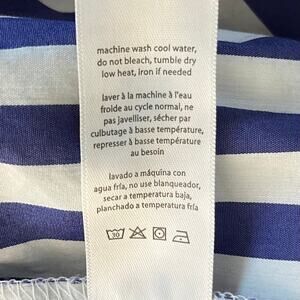 machine wash cool water,
do not bleach, tumble dry
low heat, iron if needed
laver à la machine à l'eau
froide au cycle normal, ne
pas javelliser, sécher par
culbutage à basse température,
represser à basse température
au besoin
lavado a máquina con
agua fría, no use blanqueador,
secar a temperatura baja,
planchado a temperatura fría
30